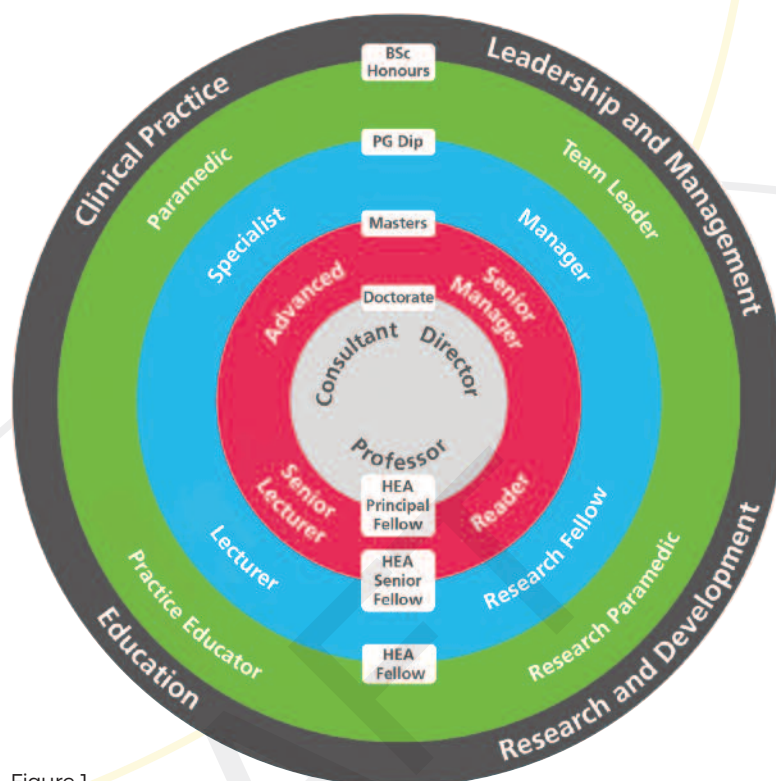 BSc
Honours
Clinical Practice
Leadership and Management
Paramedic
Team Leader
PG Dip
Specialist
Manager
Masters
Advanced
Senior
Manager
Doctorate
Consultant
Director
Professor
HEA
Principal
Fellow
Senior
Lecturer
Reader
HEA
Senior
Fellow
Lecturer
Research Fellow
HEA
Fellow
Practice Educator
Research Paramedic
Education
Research and Development
Figure 1